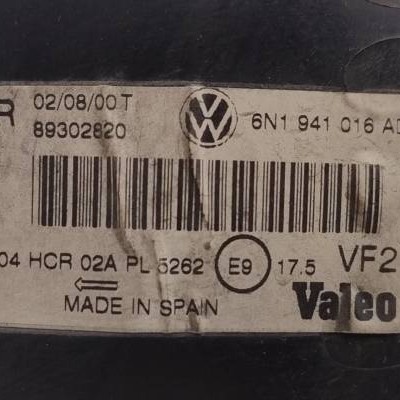 R 02/08/00 T
89302820
6N1 941 016 A
04 HCR 02A PL 5262 E9 17.5 VF2
MADE IN SPAIN
Valeo